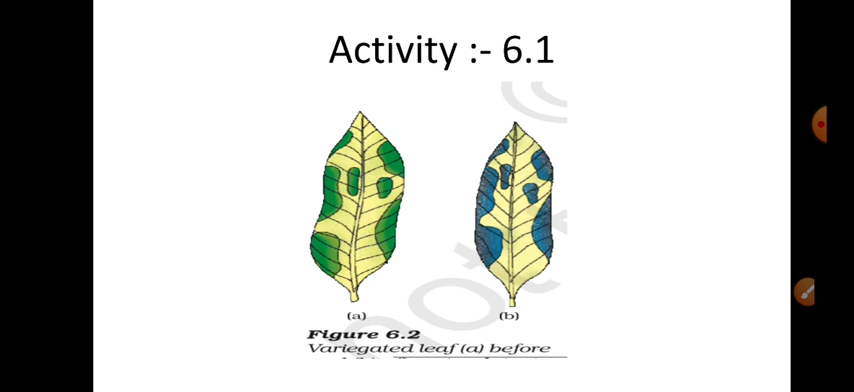 Activity :- 6.1
(a)
(b)
Figure 6.2
Variegated leaf (a) before